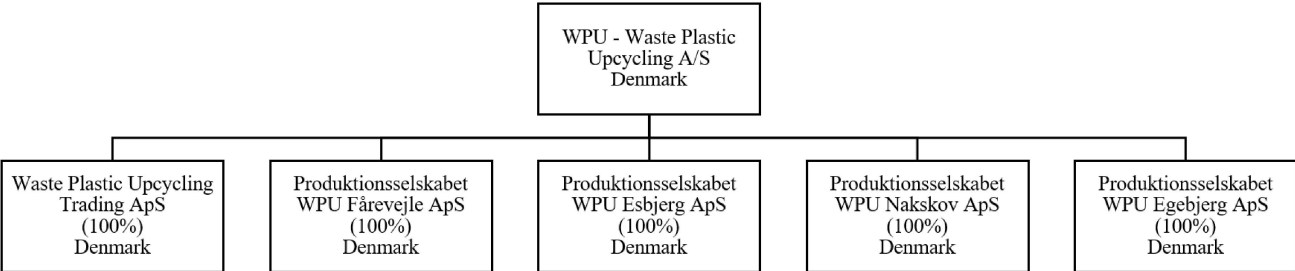 WPU - Waste Plastic
Upcycling A/S
Denmark
Waste Plastic Upcycling
Trading ApS
(100%)
Denmark
Produktionsselskabet
WPU Fårevejle ApS
(100%)
Denmark
Produktionsselskabet
WPU Esbjerg ApS
(100%)
Denmark
Produktionsselskabet
WPU Nakskov ApS
(100%)
Denmark
Produktionsselskabet
WPU Egebjerg ApS
(100%)
Denmark